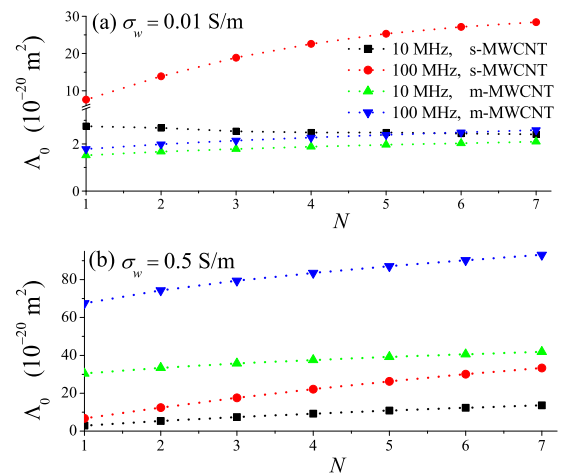 (a) σw = 0.01 S/m
10 MHz, s-MWCNT
100 MHz, s-MWCNT
10 MHz, m-MWCNT
100 MHz, m-MWCNT
Λ0 (10⁻²⁰ m²)
30
20
10
2
0
1 2 3 4 5 6 7
N
(b) σw = 0.5 S/m
Λ0 (10⁻²⁰ m²)
80
60
40
20
0
1 2 3 4 5 6 7
N